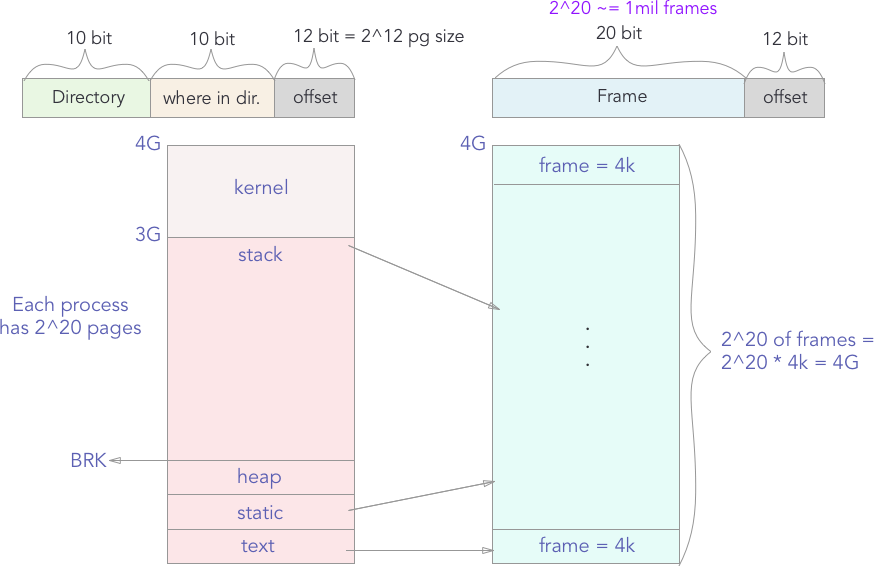 2^20 ~= 1mil frames
10 bit
10 bit
12 bit = 2^12 pg size
20 bit
12 bit
Directory
where in dir.
offset
Frame
offset
4G
kernel
3G
stack
Each process
has 2^20 pages
BRK
heap
static
text
4G
frame = 4k
.
.
.
2^20 of frames =
2^20 * 4k = 4G
frame = 4k